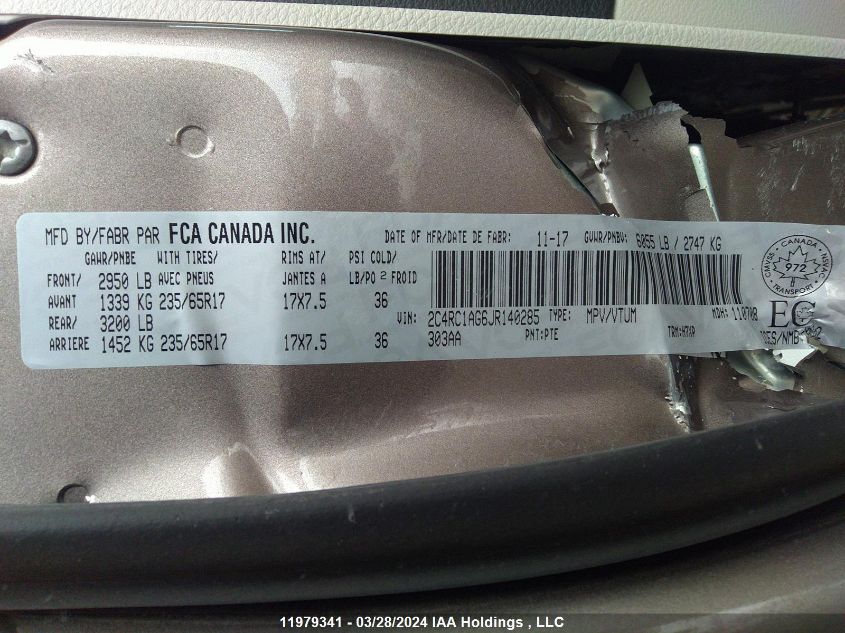 MFD BY/FABR PAR FCA CANADA INC. DATE OF MFR/DATE DE FABR: 11-17 GVWR/PNBV: 6055 LB / 2747 KG
GAWR/PNBE WITH TIRES/ RIMS AT/ PSI COLD/
FRONT/ 2950 LB AVEC PNEUS JANTES A LB/PO 2 FROID
AVANT 1339 KG 235/65R17 17X7.5 36
REAR/ 3200 LB
ARRIERE 1452 KG 235/65R17 17X7.5 36
VIN: 2C4RC1AG6JR140285 TYPE: MPV/VTUM MDH:
303AA PNT:PTE
CMVSS CANADA NSVAC
972
TRANSPORT
EC
11979341 - 03/28/2024 IAA Holdings , LLC